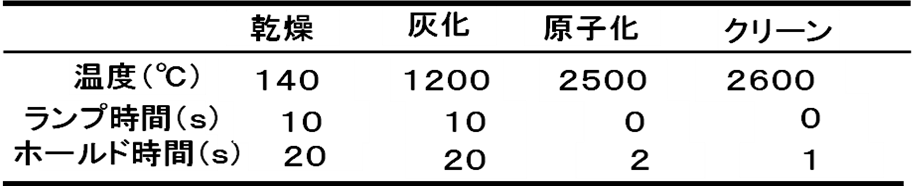 乾燥 灰化 原子化 クリーン
温度(℃) 140 1200 2500 2600
ランプ時間(s) 10 10 0 0
ホールド時間(s) 20 20 2 1